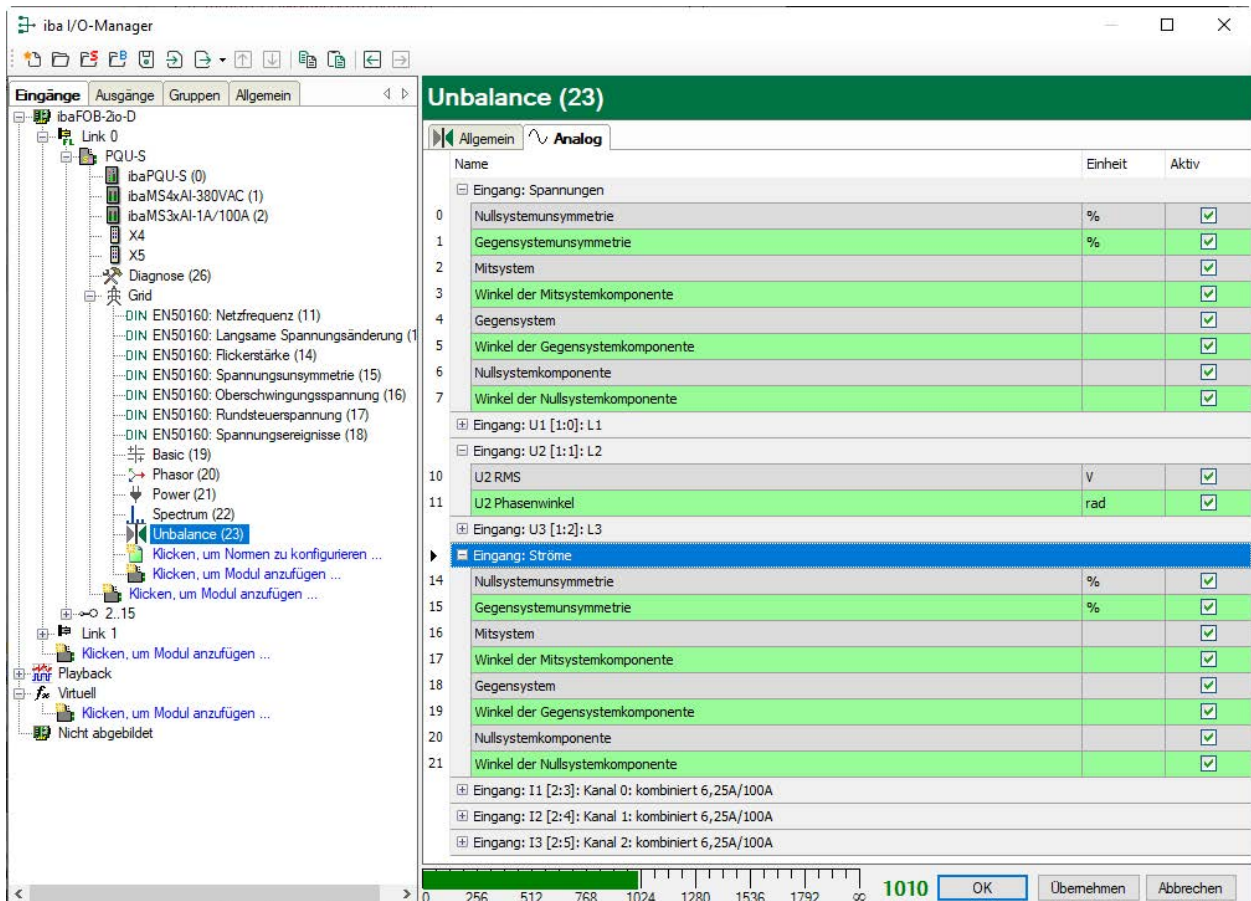 iba I/O-Manager
Eingänge Ausgänge Gruppen Allgemein
ibaFOB-2io-D
Link 0
PQU-S
ibaPQU-S (0)
ibaMS4xAI-380VAC (1)
ibaMS3xAI-1A/100A (2)
X4
X5
Diagnose (26)
Grid
DIN EN50160: Netzfrequenz (11)
DIN EN50160: Langsame Spannungsänderung (1
DIN EN50160: Flickerstärke (14)
DIN EN50160: Spannungsunsymmetrie (15)
DIN EN50160: Oberschwingungsspannung (16)
DIN EN50160: Rundsteuerspannung (17)
DIN EN50160: Spannungsereignisse (18)
Basic (19)
Phasor (20)
Power (21)
Spectrum (22)
Unbalance (23)
Klicken, um Normen zu konfigurieren ...
Klicken, um Modul anzufügen ...
Klicken, um Modul anzufügen ...
2..15
Link 1
Klicken, um Modul anzufügen ...
Playback
Virtuell
Klicken, um Modul anzufügen ...
Nicht abgebildet
Unbalance (23)
Allgemein Analog
Name Einheit Aktiv
Eingang: Spannungen
0 Nullsystemunsymmetrie %
1 Gegensystemunsymmetrie %
2 Mitsystem
3 Winkel der Mitsystemkomponente
4 Gegensystem
5 Winkel der Gegensystemkomponente
6 Nullsystemkomponente
7 Winkel der Nullsystemkomponente
Eingang: U1 [1:0]: L1
Eingang: U2 [1:1]: L2
10 U2 RMS V
11 U2 Phasenwinkel rad
Eingang: U3 [1:2]: L3
Eingang: Ströme
14 Nullsystemunsymmetrie %
15 Gegensystemunsymmetrie %
16 Mitsystem
17 Winkel der Mitsystemkomponente
18 Gegensystem
19 Winkel der Gegensystemkomponente
20 Nullsystemkomponente
21 Winkel der Nullsystemkomponente
Eingang: I1 [2:3]: Kanal 0: kombiniert 6,25A/100A
Eingang: I2 [2:4]: Kanal 1: kombiniert 6,25A/100A
Eingang: I3 [2:5]: Kanal 2: kombiniert 6,25A/100A
0 256 512 768 1024 1280 1536 1792 ∞ 1010 OK Übernehmen Abbrechen